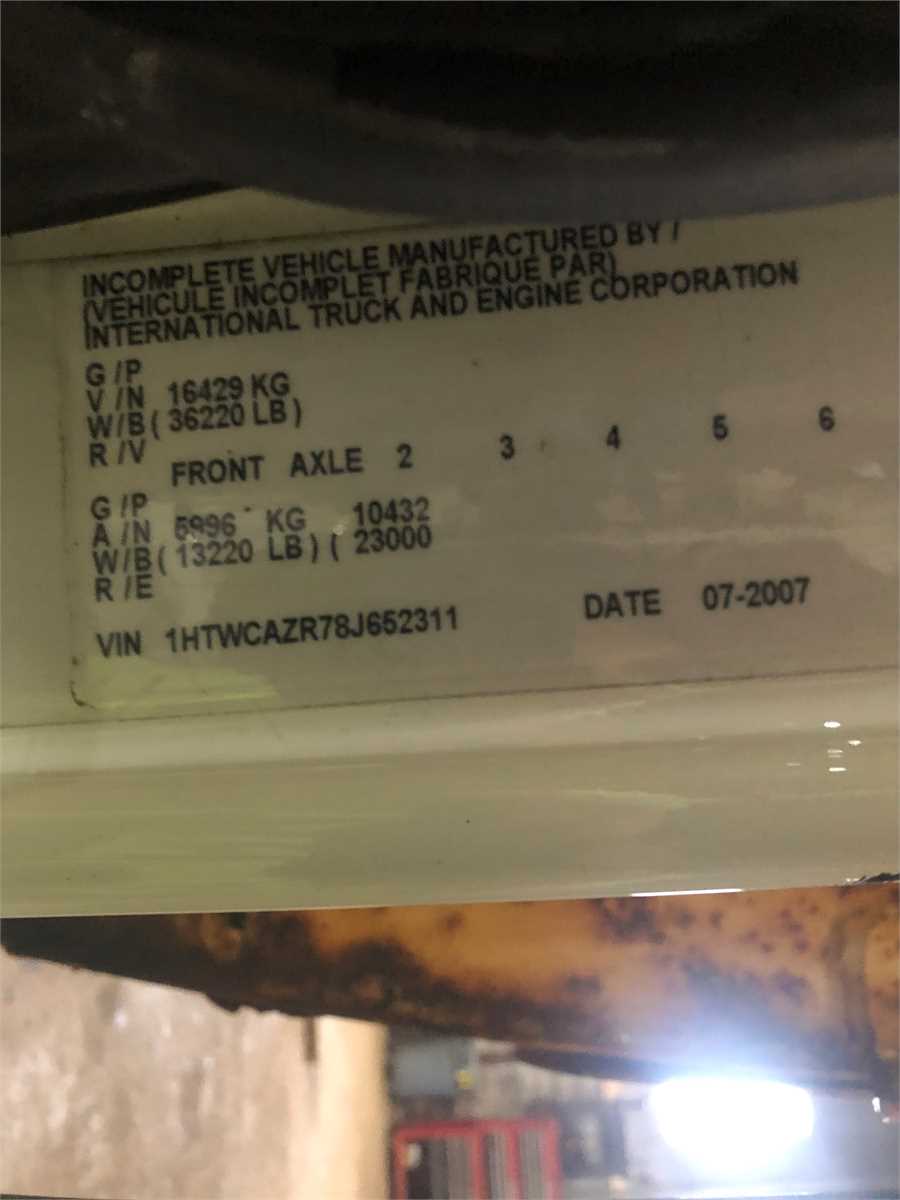 INCOMPLETE VEHICLE MANUFACTURED BY /
(VEHICULE INCOMPLET FABRIQUE PAR)
INTERNATIONAL TRUCK AND ENGINE CORPORATION
G /P
V /N 16429 KG
W/B ( 36220 LB )
R /V
FRONT AXLE 2 3 4 5 6
G /P
A /N 5996 KG 10432
W/B ( 13220 LB ) ( 23000
R /E
VIN 1HTWCAZR78J652311 DATE 07-2007